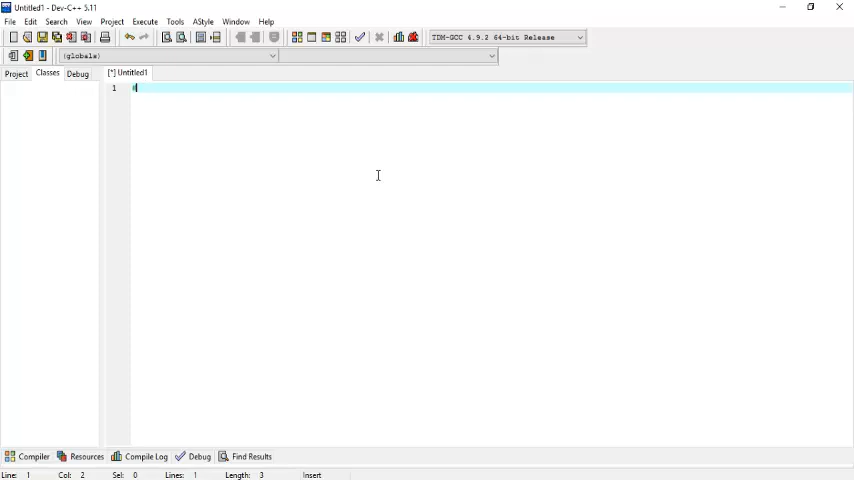 Untitled1 - Dev-C++ 5.11
File Edit Search View Project Execute Tools AStyle Window Help
TDM-GCC 4.9.2 64-bit Release
(globals)
Project Classes Debug [*] Untitled1
1 #
Compiler Resources Compile Log Debug Find Results
Line: 1 Col: 2 Sel: 0 Lines: 1 Length: 3 Insert